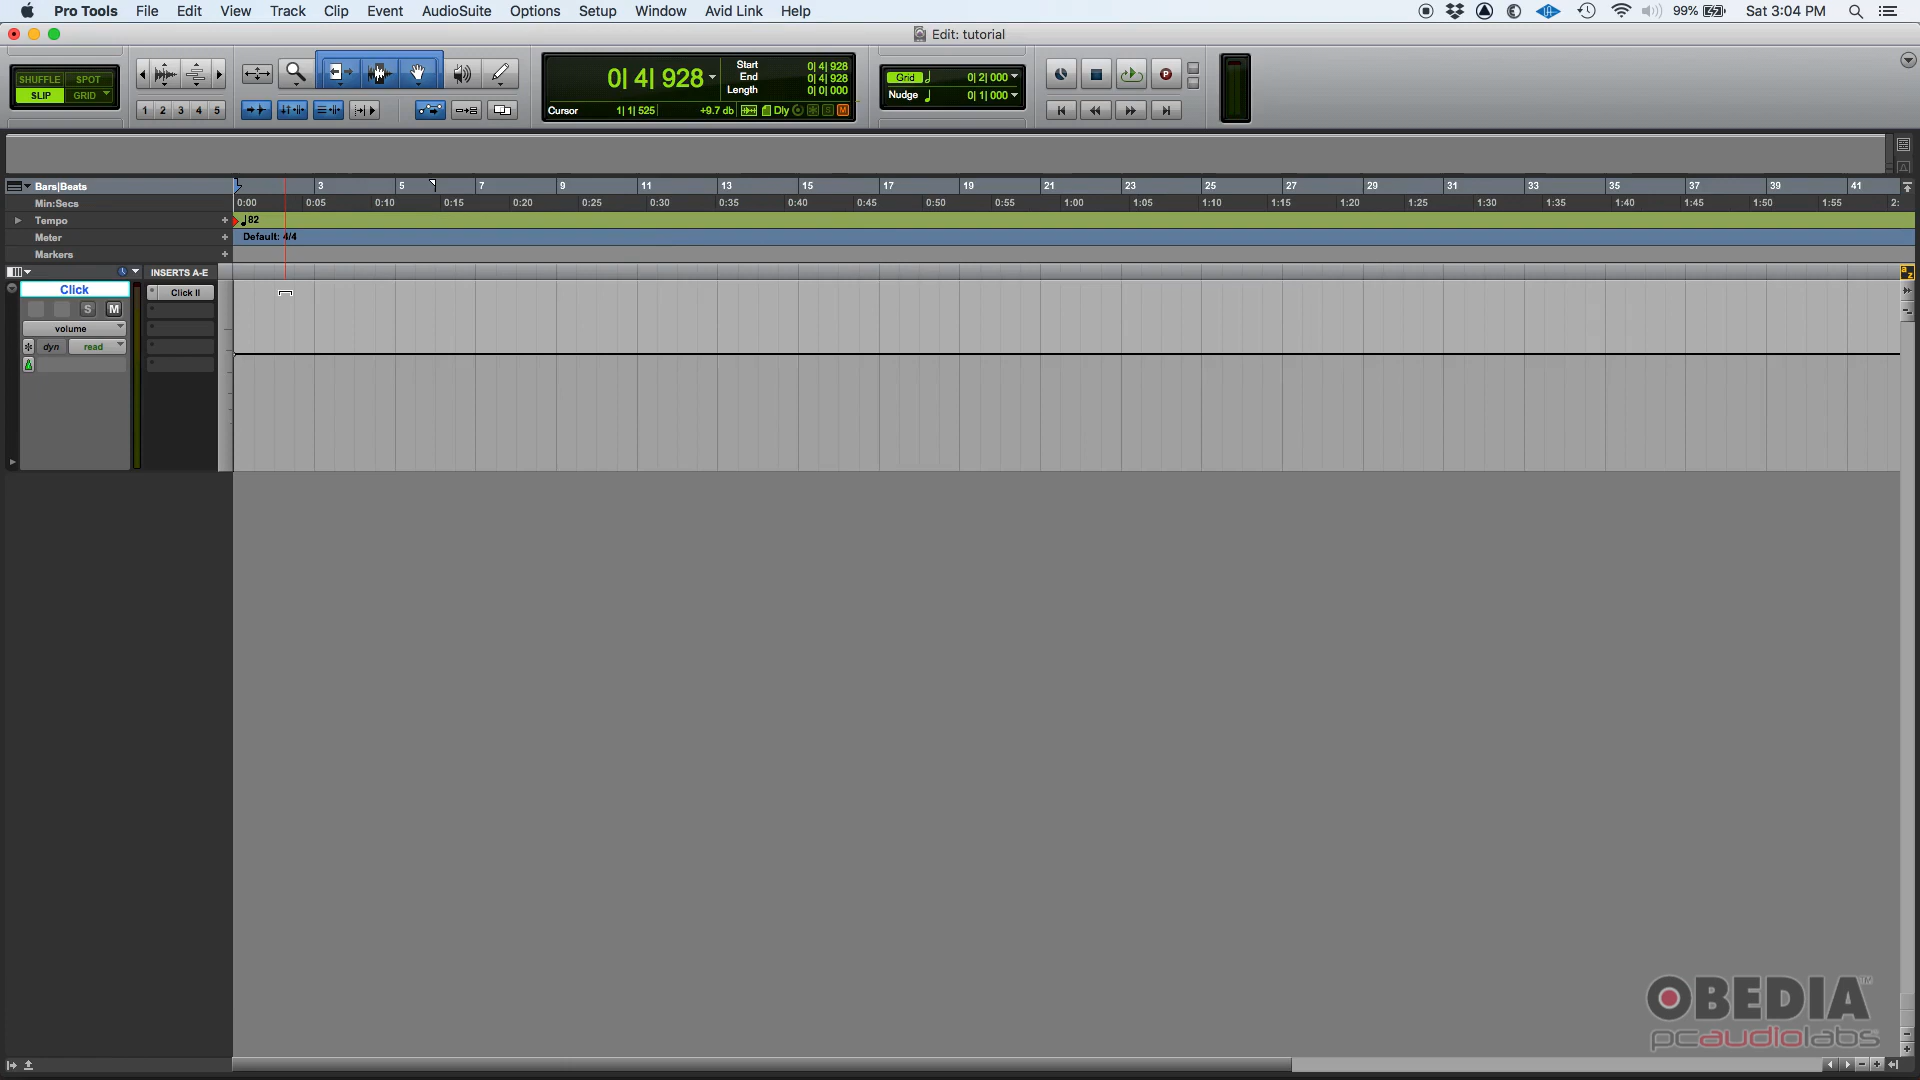 Pro Tools File Edit View Track Clip Event AudioSuite Options Setup Window Avid Link Help 99% Sat 3:04 PM
Edit: tutorial
SHUFFLE SPOT
SLIP GRID
1 2 3 4 5
0| 4| 928
Start 0| 4| 928
End 0| 4| 928
Length 0| 0| 000
Cursor 1| 1| 525 +9.7 db Dly S M
Grid 0| 2| 000
Nudge 0| 1| 000
P
Bars|Beats 3 5 7 9 11 13 15 17 19 21 23 25 27 29 31 33 35 37 39 41
Min:Secs 0:00 0:05 0:10 0:15 0:20 0:25 0:30 0:35 0:40 0:45 0:50 0:55 1:00 1:05 1:10 1:15 1:20 1:25 1:30 1:35 1:40 1:45 1:50 1:55 2:
Tempo 82
Meter Default: 4/4
Markers
INSERTS A-E
a z
Click
Click II
S M
volume
dyn read
OBEDIA™
pcaudiolabs